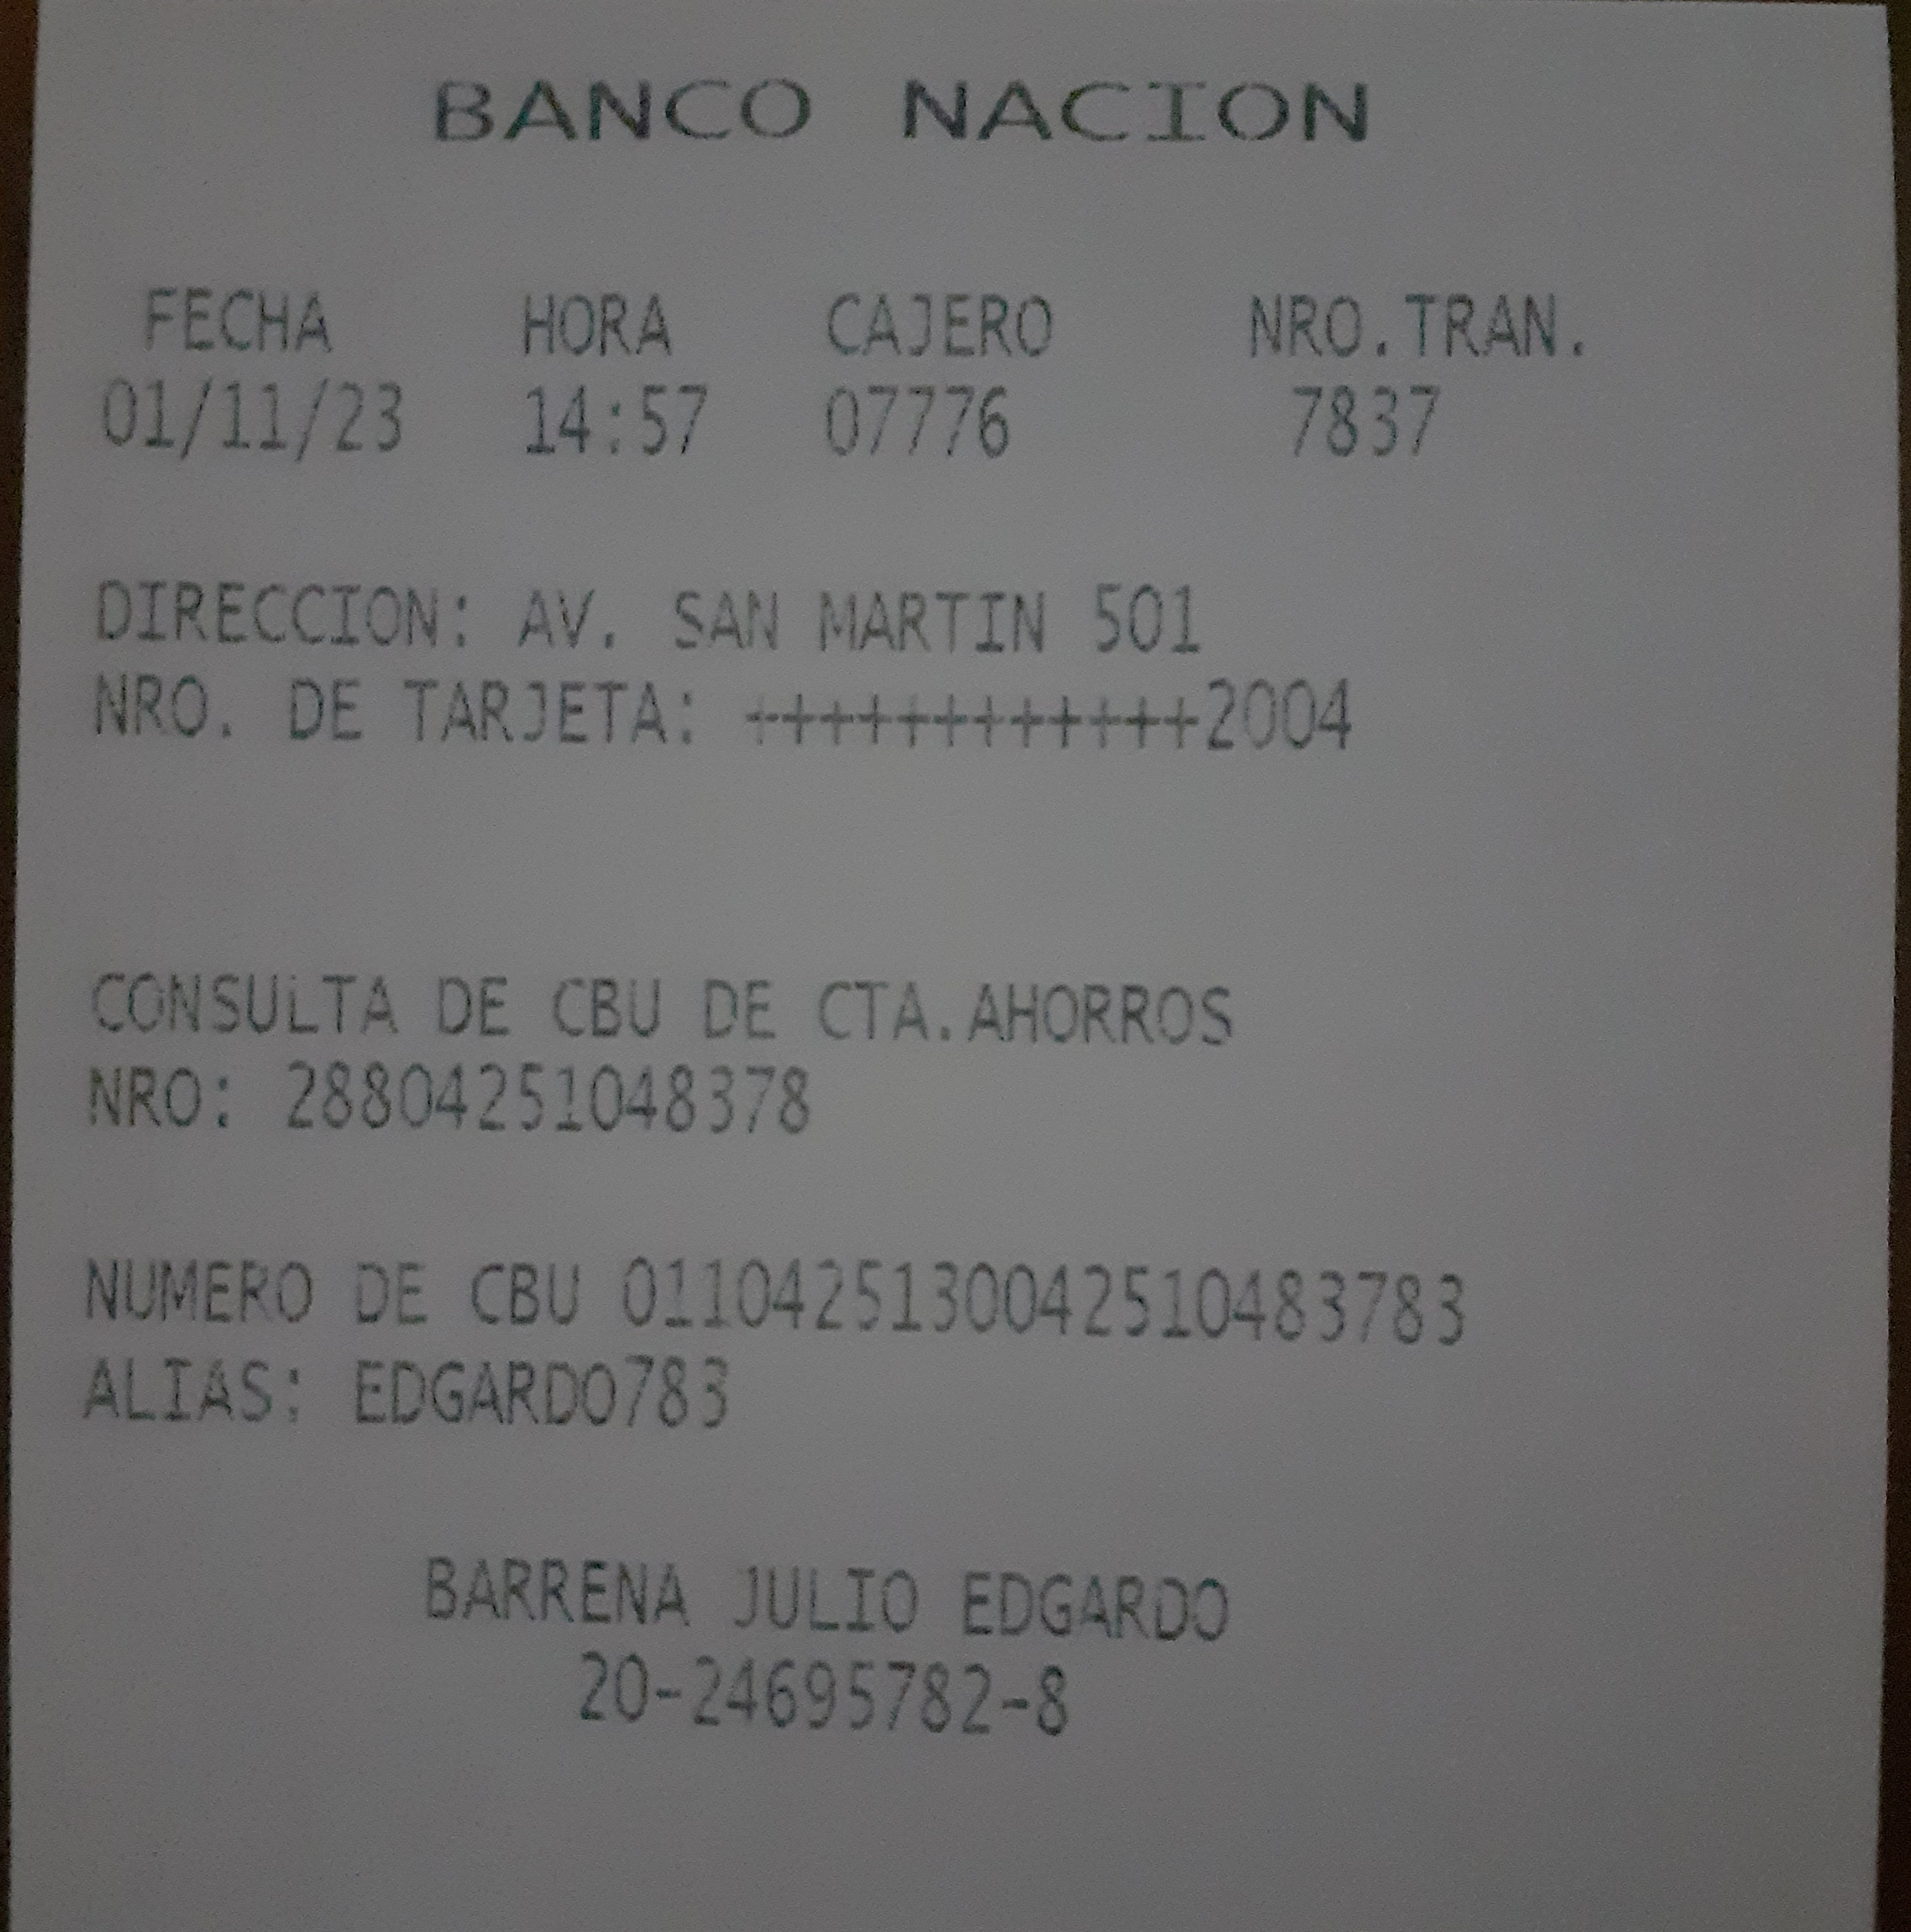 BANCO NACION
FECHA HORA CAJERO NRO.TRAN.
01/11/23 14:57 07776 7837
DIRECCION: AV. SAN MARTIN 501
NRO. DE TARJETA: ++++++++++++2004
CONSULTA DE CBU DE CTA.AHORROS
NRO: 28804251048378
NUMERO DE CBU 0110425130042510483783
ALIAS: EDGARDO783
BARRENA JULIO EDGARDO
20-24695782-8